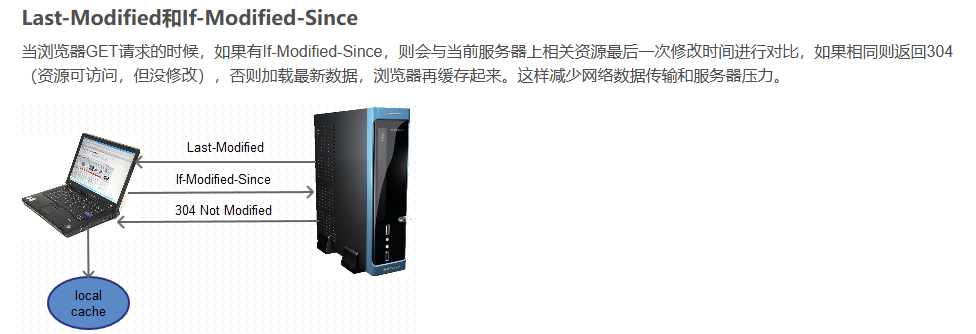 Last-Modified和If-Modified-Since
当浏览器GET请求的时候，如果有If-Modified-Since，则会与当前服务器上相关资源最后一次修改时间进行对比，如果相同则返回304
（资源可访问，但没修改），否则加载最新数据，浏览器再缓存起来。这样减少网络数据传输和服务器压力。
Last-Modified
If-Modified-Since
304 Not Modified
local
cache